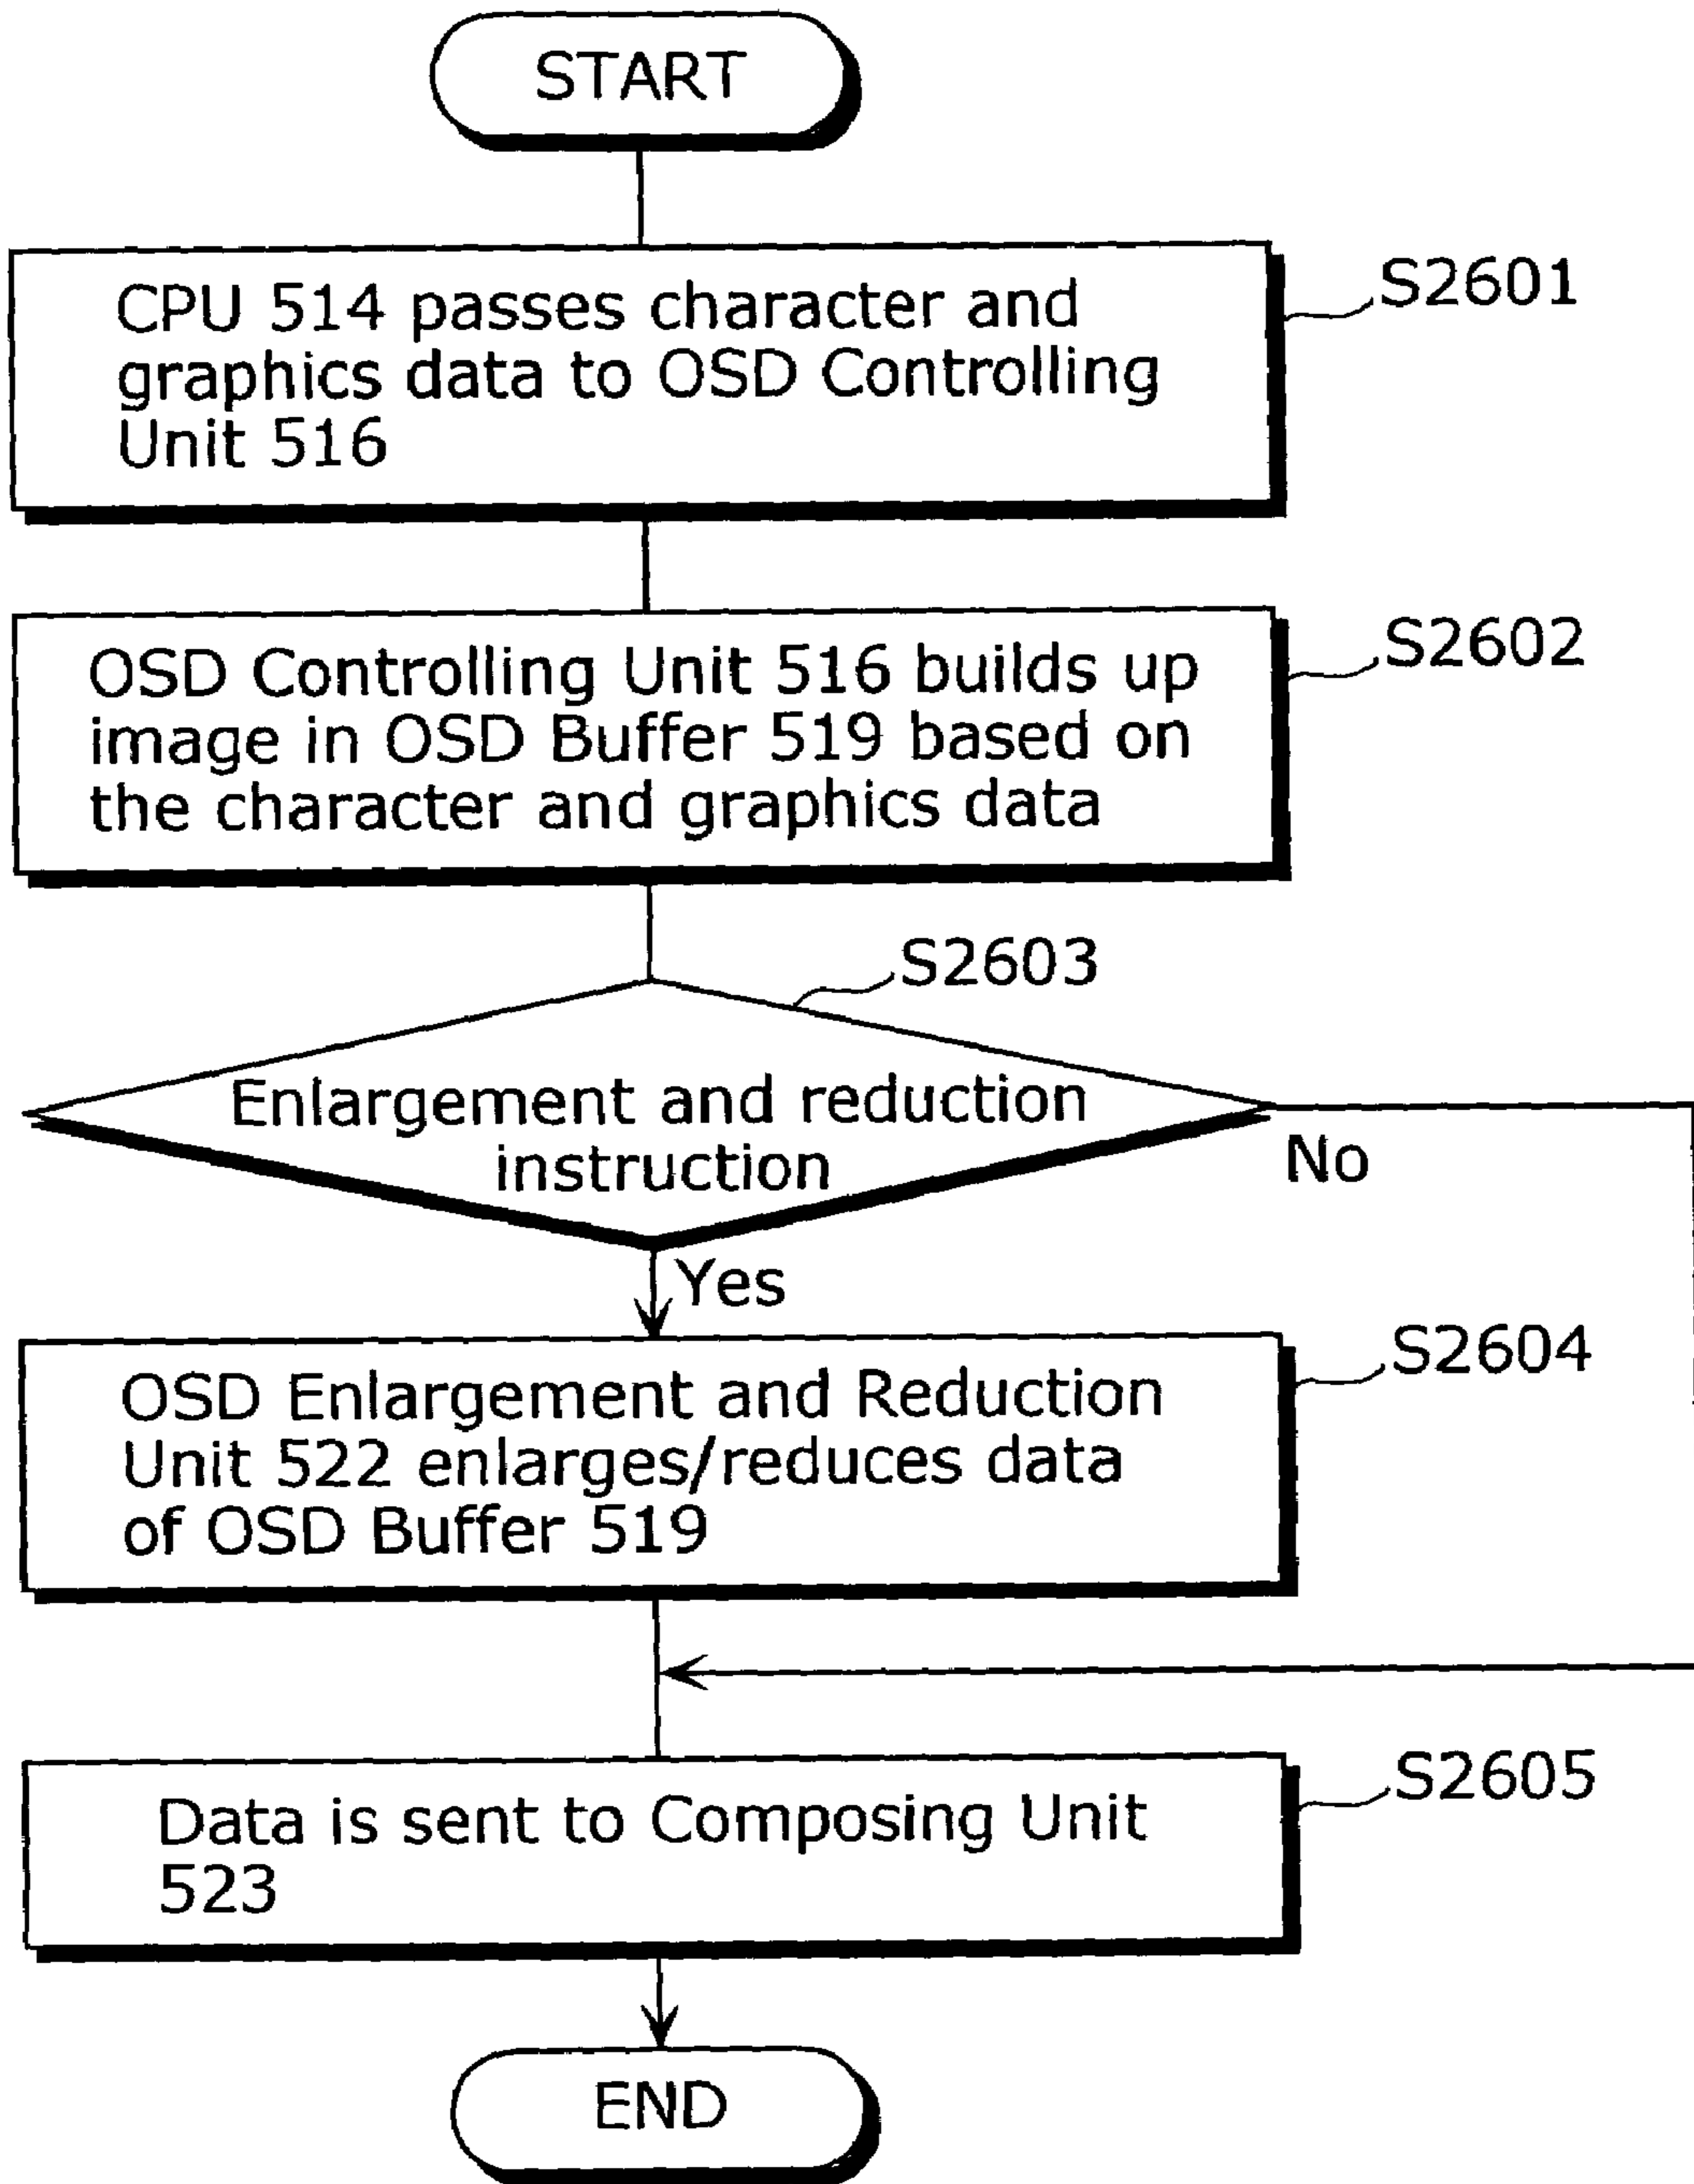 START
CPU 514 passes character and
graphics data to OSD Controlling
Unit 516
S2601
OSD Controlling Unit 516 builds up
image in OSD Buffer 519 based on
the character and graphics data
S2602
S2603
Enlargement and reduction
instruction
No
Yes
OSD Enlargement and Reduction
Unit 522 enlarges/reduces data
of OSD Buffer 519
S2604
Data is sent to Composing Unit
523
S2605
END